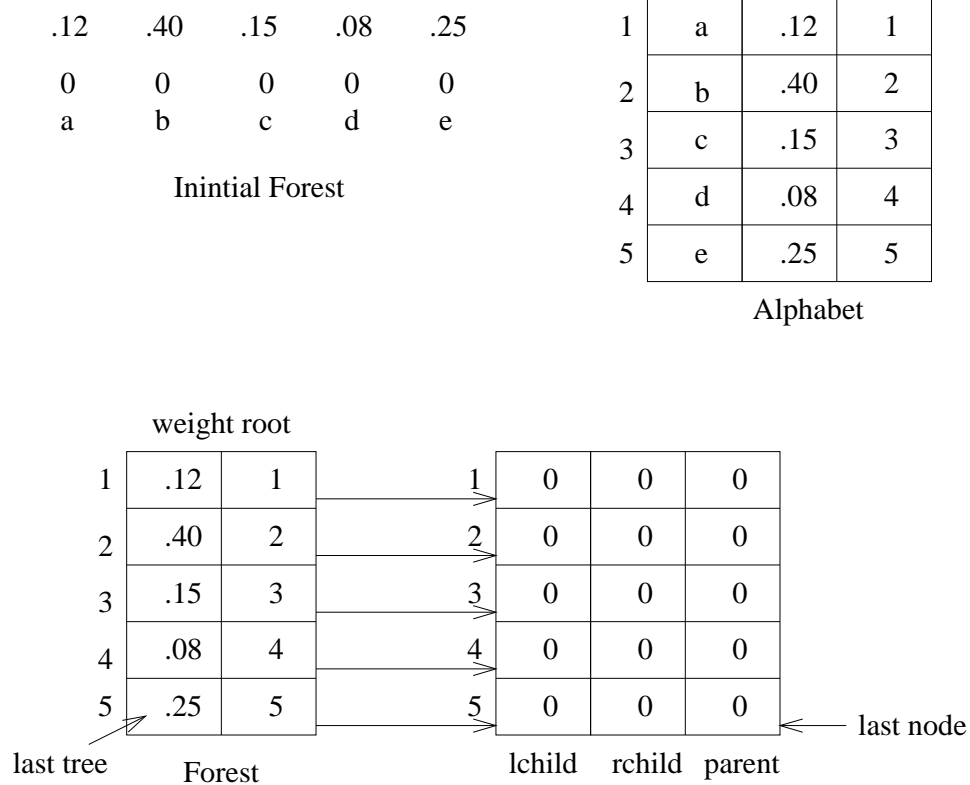 .12 .40 .15 .08 .25
0 0 0 0 0
a b c d e
Inintial Forest
1 a .12 1
2 b .40 2
3 c .15 3
4 d .08 4
5 e .25 5
Alphabet
weight root
1 .12 1 1 0 0 0
2 .40 2 2 0 0 0
3 .15 3 3 0 0 0
4 .08 4 4 0 0 0
5 .25 5 5 0 0 0
last node
last tree
Forest
lchild rchild parent